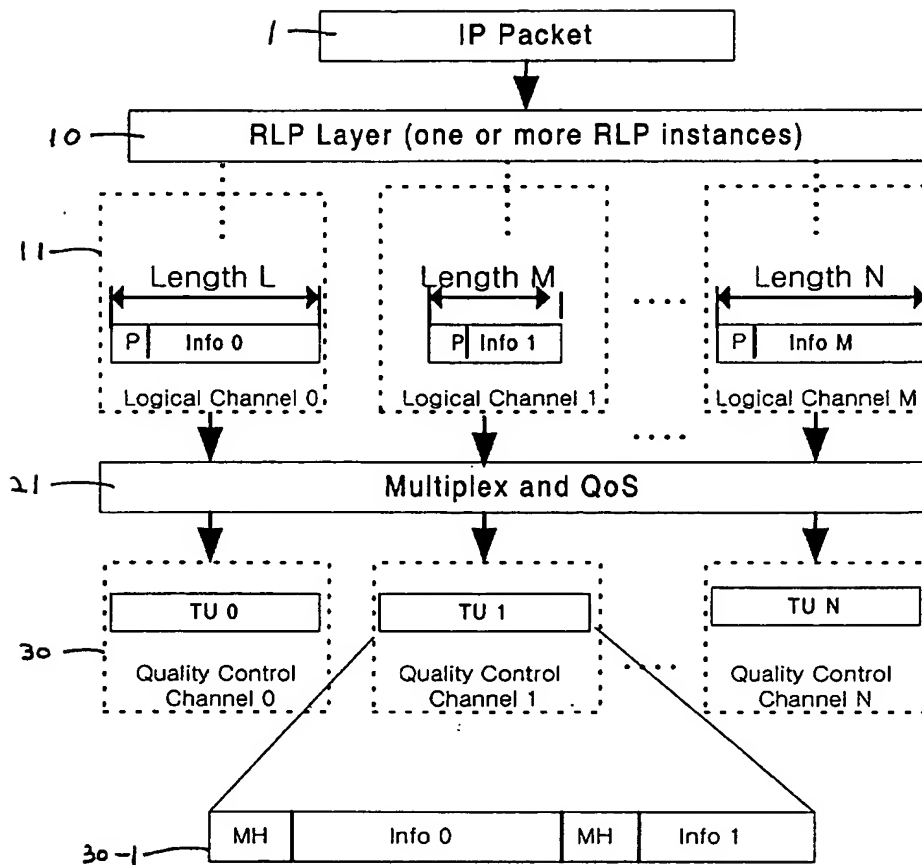 1 IP Packet
10 RLP Layer (one or more RLP instances)
11
Length L Length M .... Length N
P Info 0 P Info 1 P Info M
Logical Channel 0 Logical Channel 1 Logical Channel M
....
21 Multiplex and QoS
TU 0 TU 1 TU N
30
Quality Control Channel 0 Quality Control Channel 1 .... Quality Control Channel N
30-1 MH Info 0 MH Info 1